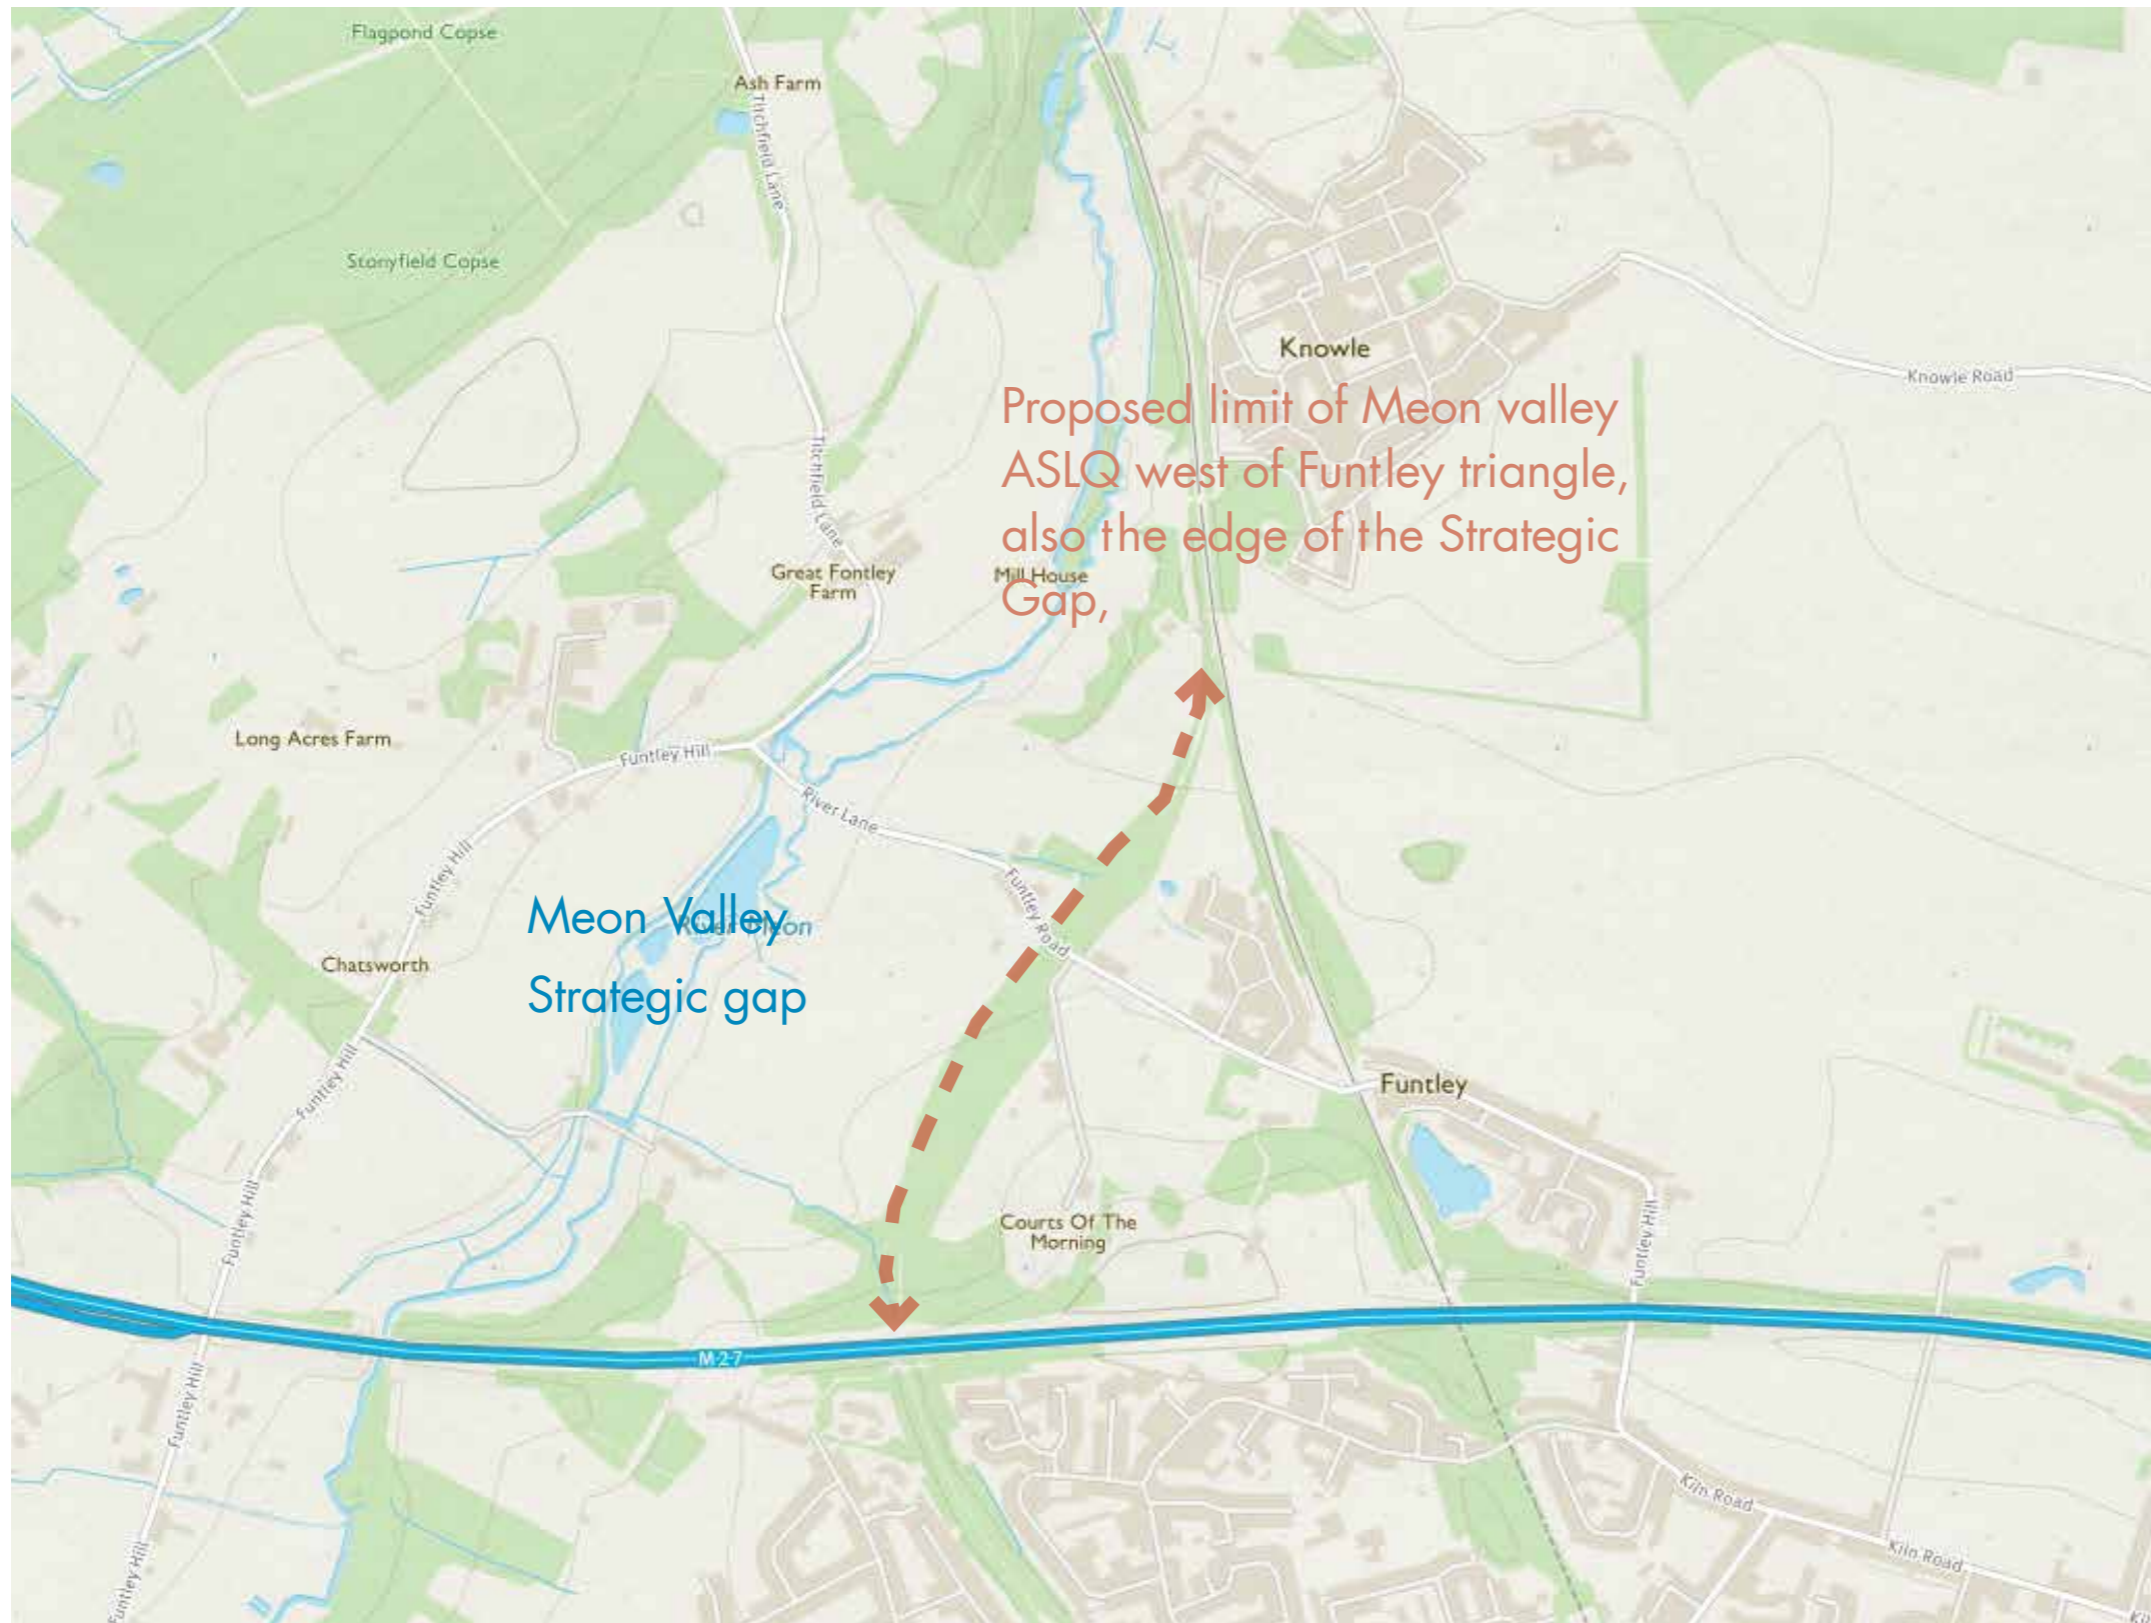 Flagpond Copse
Ash Farm
Titchfield Lane
Stonyfield Copse
Knowle
Knowle Road
Proposed limit of Meon valley
ASLQ west of Funtley triangle,
also the edge of the Strategic
Gap,
Titchfield Lane
Great Fontley
Farm
Mill House
Long Acres Farm
Funtley Hill
River Lane
Funtley Hill
Funtley Road
Meon Valley
River Meon
Strategic gap
Chatsworth
Funtley Hill
Funtley
Funtley Hill
Courts Of The
Morning
Funtley Hill
M27
Funtley Hill
Kiln Road
Kiln Road
Funtley Hill